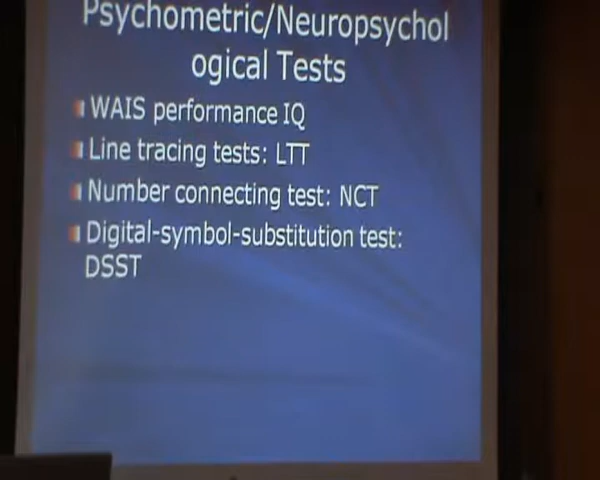 Psychometric/Neuropsychol
ogical Tests
WAIS performance IQ
Line tracing tests: LTT
Number connecting test: NCT
Digital-symbol-substitution test:
DSST